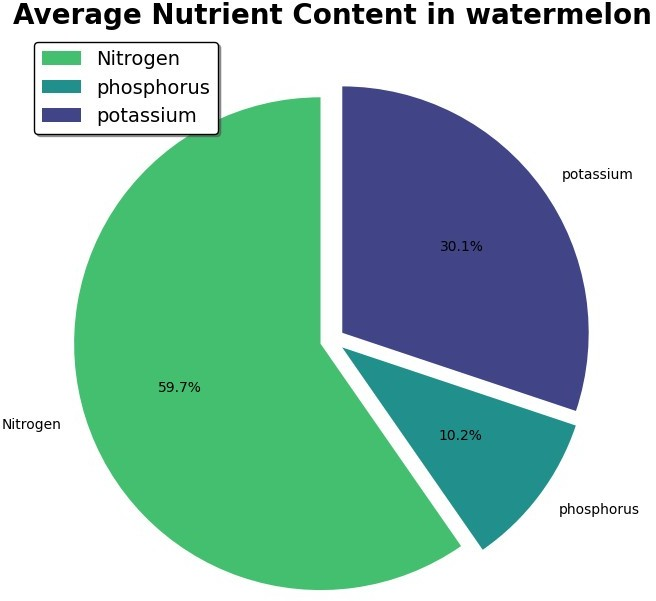 Average Nutrient Content in watermelon
Nitrogen
phosphorus
potassium
potassium
30.1%
59.7%
Nitrogen
10.2%
phosphorus